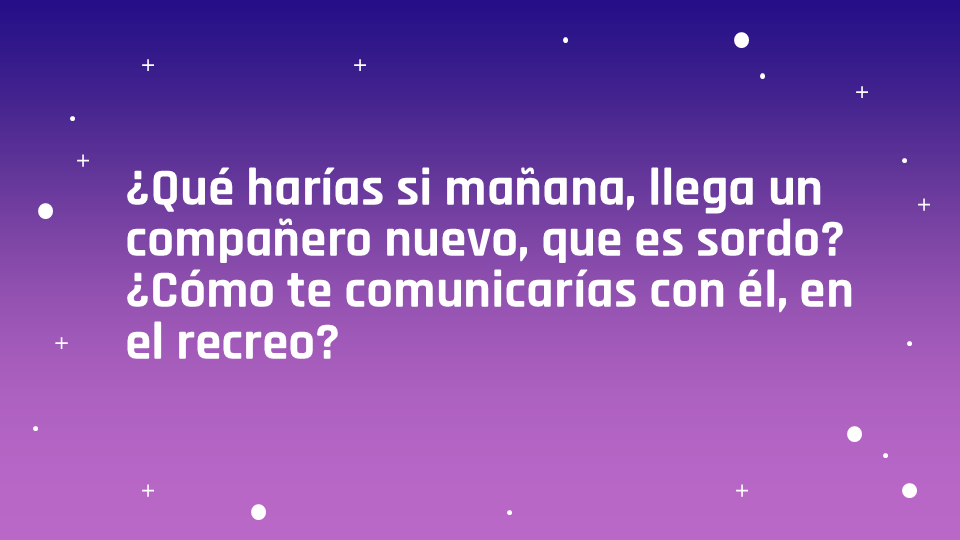 ¿Qué harías si mañana, llega un
compañero nuevo, que es sordo?
¿Cómo te comunicarías con él, en
el recreo?